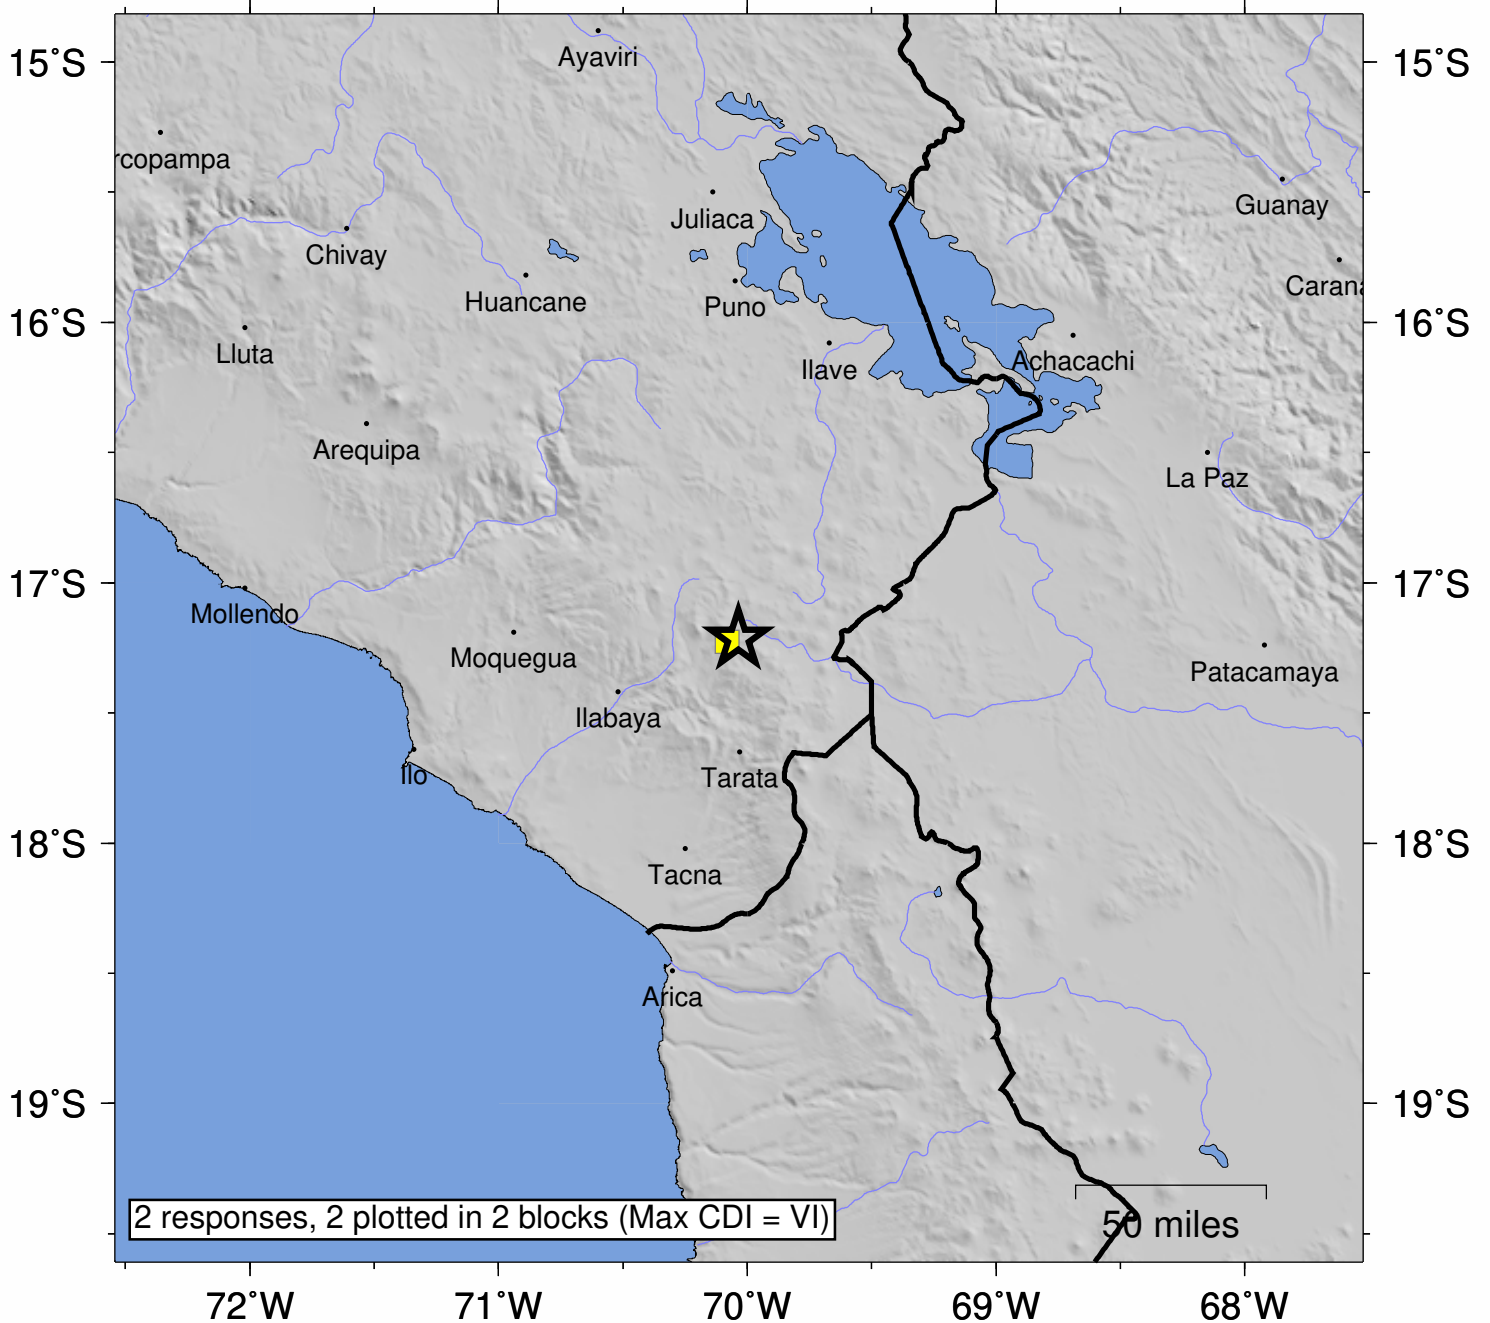 15°S
15°S
Ayaviri
rcopampa
Juliaca
Guanay
Chivay
Huancane
Puno
Carana
16°S
16°S
Lluta
Ilave
Achacachi
Arequipa
La Paz
17°S
17°S
Mollendo
Moquegua
Patacamaya
Ilabaya
Ilo
Tarata
18°S
18°S
Tacna
Arica
19°S
19°S
2 responses, 2 plotted in 2 blocks (Max CDI = VI)
50 miles
72°W
71°W
70°W
69°W
68°W